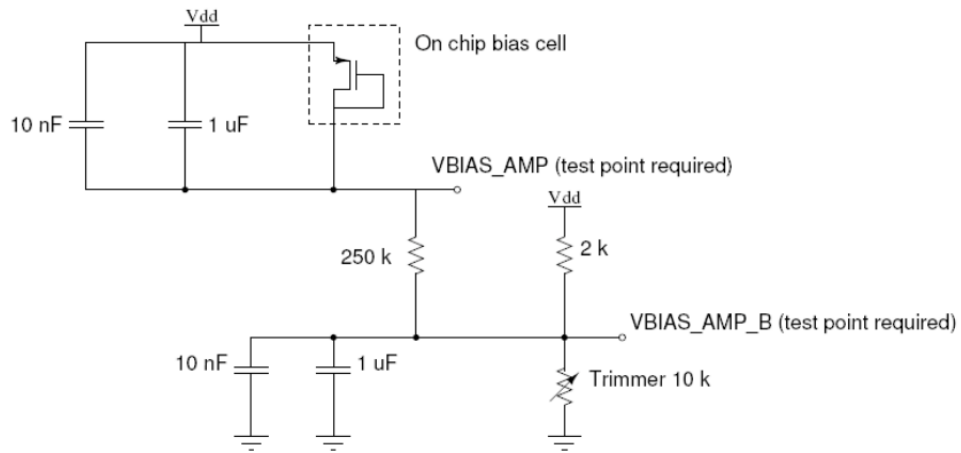 Vdd
On chip bias cell
10 nF
1 uF
VBIAS_AMP (test point required)
Vdd
250 k
2 k
VBIAS_AMP_B (test point required)
10 nF
1 uF
Trimmer 10 k